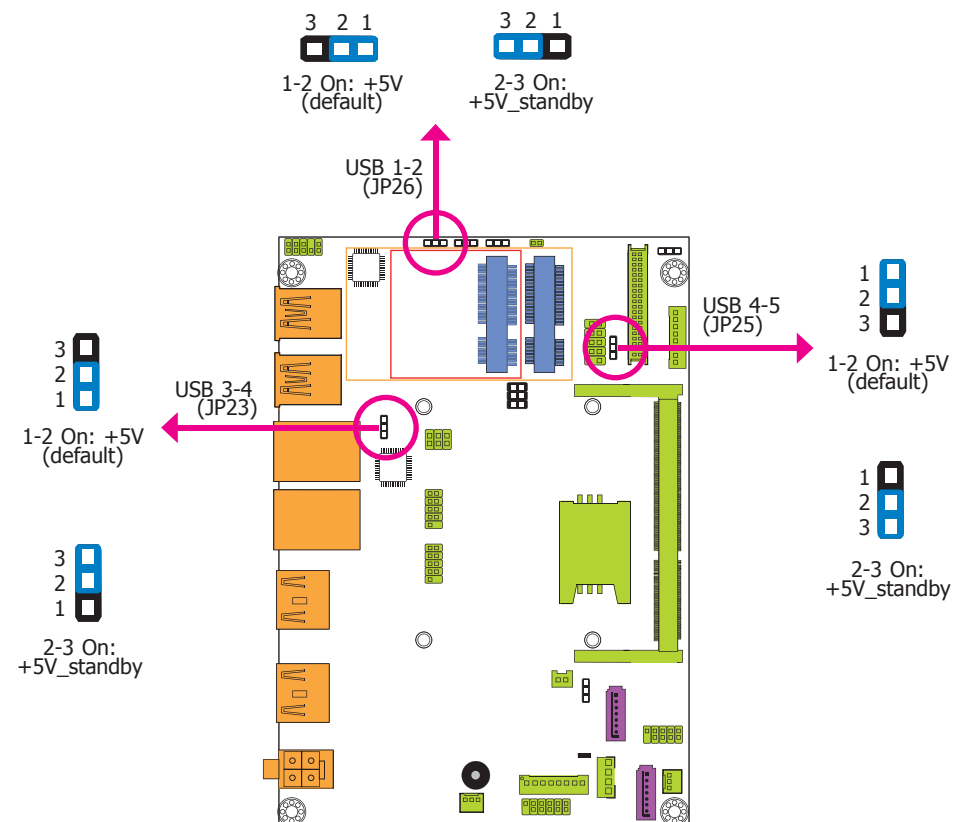 3 2 1
1-2 On: +5V
(default)
3 2 1
2-3 On:
+5V_standby
USB 1-2
(JP26)
USB 4-5
(JP25)
1
2
3
1-2 On: +5V
(default)
3
2
1
1-2 On: +5V
(default)
USB 3-4
(JP23)
1
2
3
2-3 On:
+5V_standby
3
2
1
2-3 On:
+5V_standby